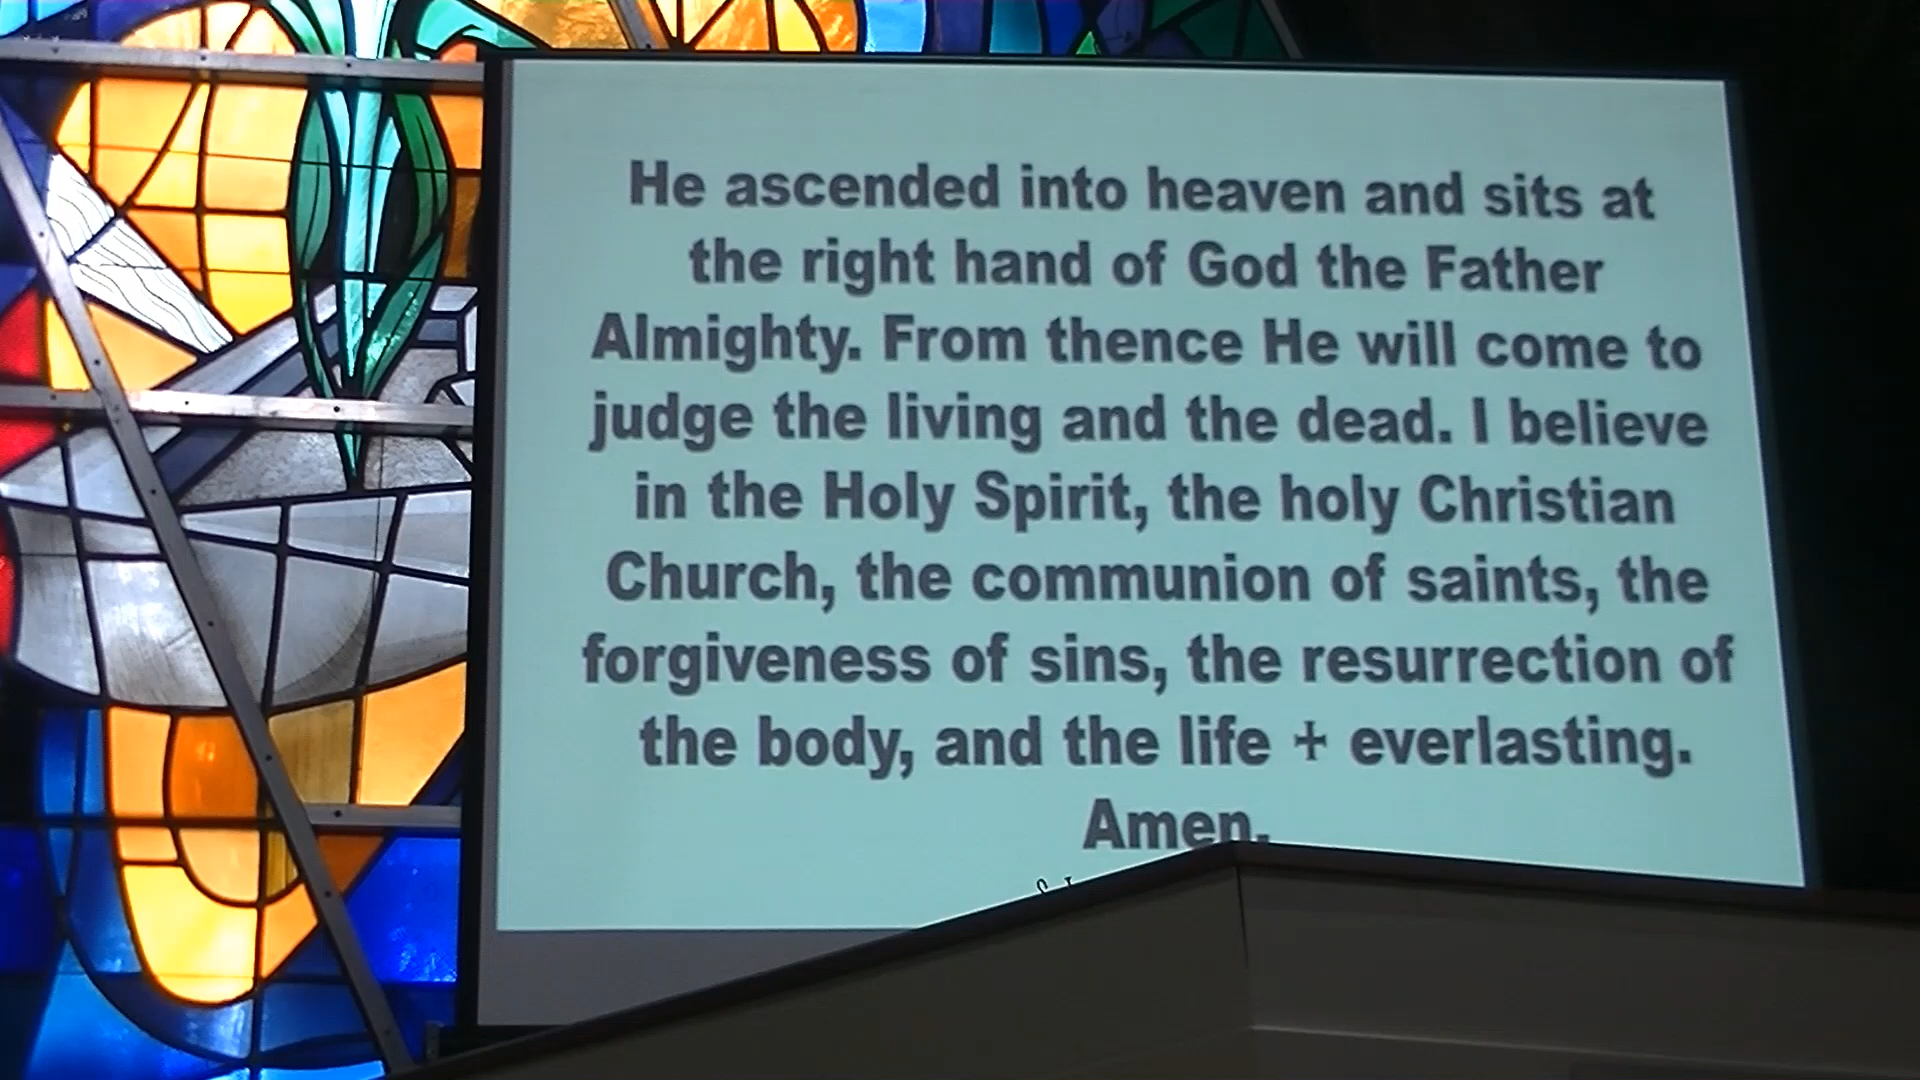 He ascended into heaven and sits at
the right hand of God the Father
Almighty. From thence He will come to
judge the living and the dead. I believe
in the Holy Spirit, the holy Christian
Church, the communion of saints, the
forgiveness of sins, the resurrection of
the body, and the life + everlasting.
Amen.